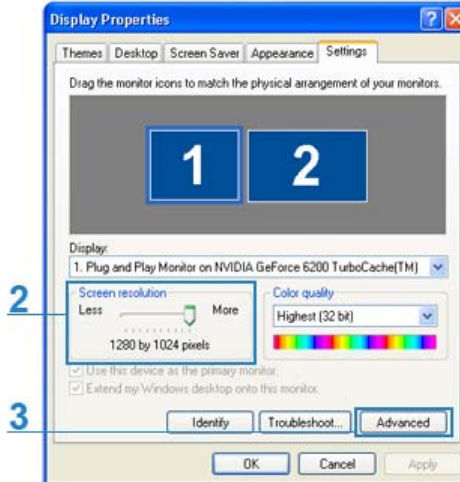 Display Properties
Themes Desktop Screen Saver Appearance Settings
Drag the monitor icons to match the physical arrangement of your monitors.
1 2
Display:
1. Plug and Play Monitor on NVIDIA GeForce 6200 TurboCache(TM)
2
Screen resolution
Less More
1280 by 1024 pixels
Color quality
Highest (32 bit)
Use this device as the primary monitor.
Extend my Windows desktop onto this monitor.
3
Identify Troubleshoot... Advanced
OK Cancel Apply